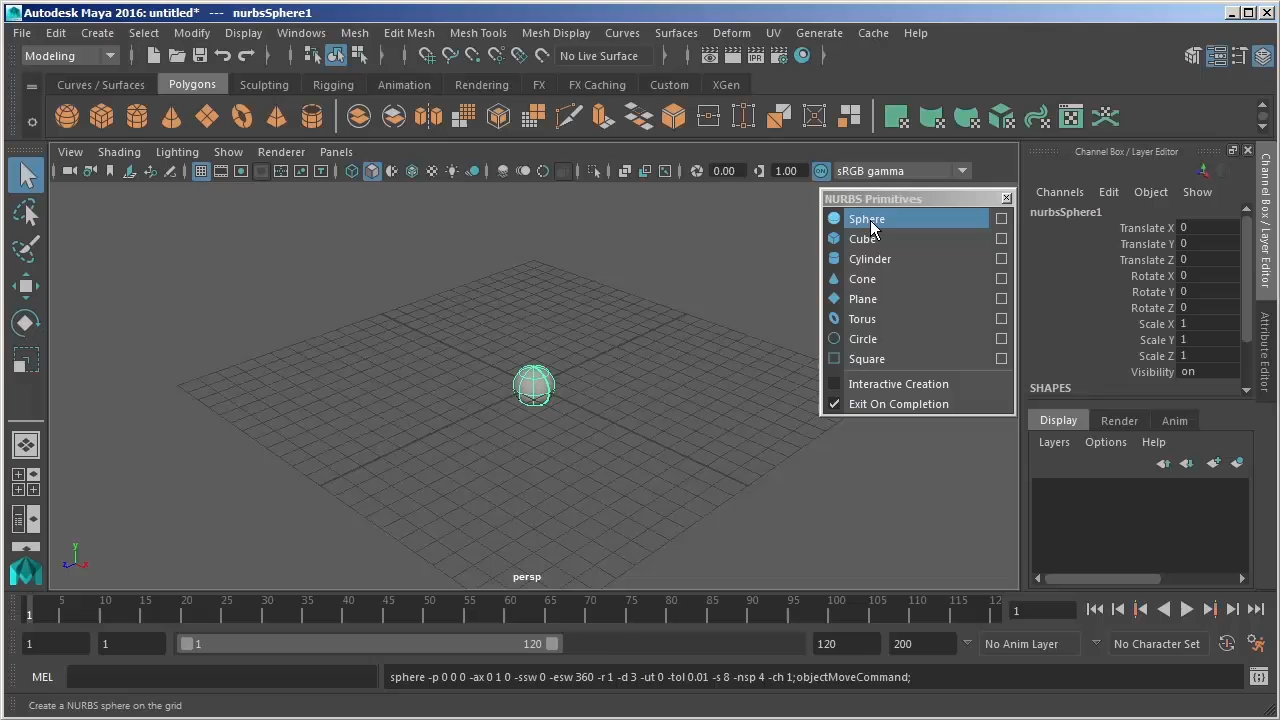 Autodesk Maya 2016: untitled*   ---   nurbsSphere1
File Edit Create Select Modify Display Windows Mesh Edit Mesh Mesh Tools Mesh Display Curves Surfaces Deform UV Generate Cache Help
Modeling No Live Surface
Curves / Surfaces Polygons Sculpting Rigging Animation Rendering FX FX Caching Custom XGen
View Shading Lighting Show Renderer Panels
Channel Box / Layer Editor
0.00 1.00 ON sRGB gamma
Channels Edit Object Show
NURBS Primitives
Sphere
Cube
Cylinder
Cone
Plane
Torus
Circle
Square
Interactive Creation
Exit On Completion
nurbsSphere1
Translate X 0
Translate Y 0
Translate Z 0
Rotate X 0
Rotate Y 0
Rotate Z 0
Scale X 1
Scale Y 1
Scale Z 1
Visibility on
SHAPES
Display Render Anim
Layers Options Help
Channel Box / Layer Editor
Attribute Editor
y
z x
persp
1 5 10 15 20 25 30 35 40 45 50 55 60 65 70 75 80 85 90 95 100 105 110 115 12
1
1 1 1 120 120 200 No Anim Layer No Character Set
MEL sphere -p 0 0 0 -ax 0 1 0 -ssw 0 -esw 360 -r 1 -d 3 -ut 0 -tol 0.01 -s 8 -nsp 4 -ch 1;objectMoveCommand;
Create a NURBS sphere on the grid